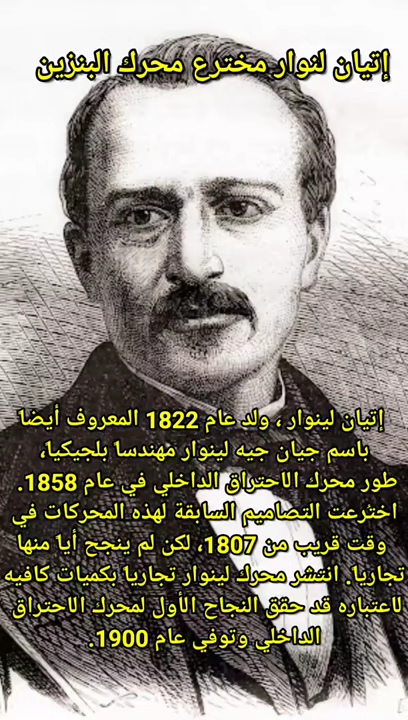 إتيان لنوار مخترع محرك البنزين
إتيان لينوار ، ولد عام 1822 المعروف أيضاً
باسم جيان جيه لينوار مهندساً بلجيكياً،
طور محرك الاحتراق الداخلي في عام 1858.
اخترعت التصاميم السابقة لهذه المحركات في
وقت قريب من 1807، لكن لم ينجح أياً منها
تجارياً. انتشر محرك لينوار تجارياً بكميات كافيه
لاعتباره قد حقق النجاح الأول لمحرك الاحتراق
الداخلي وتوفي عام 1900.